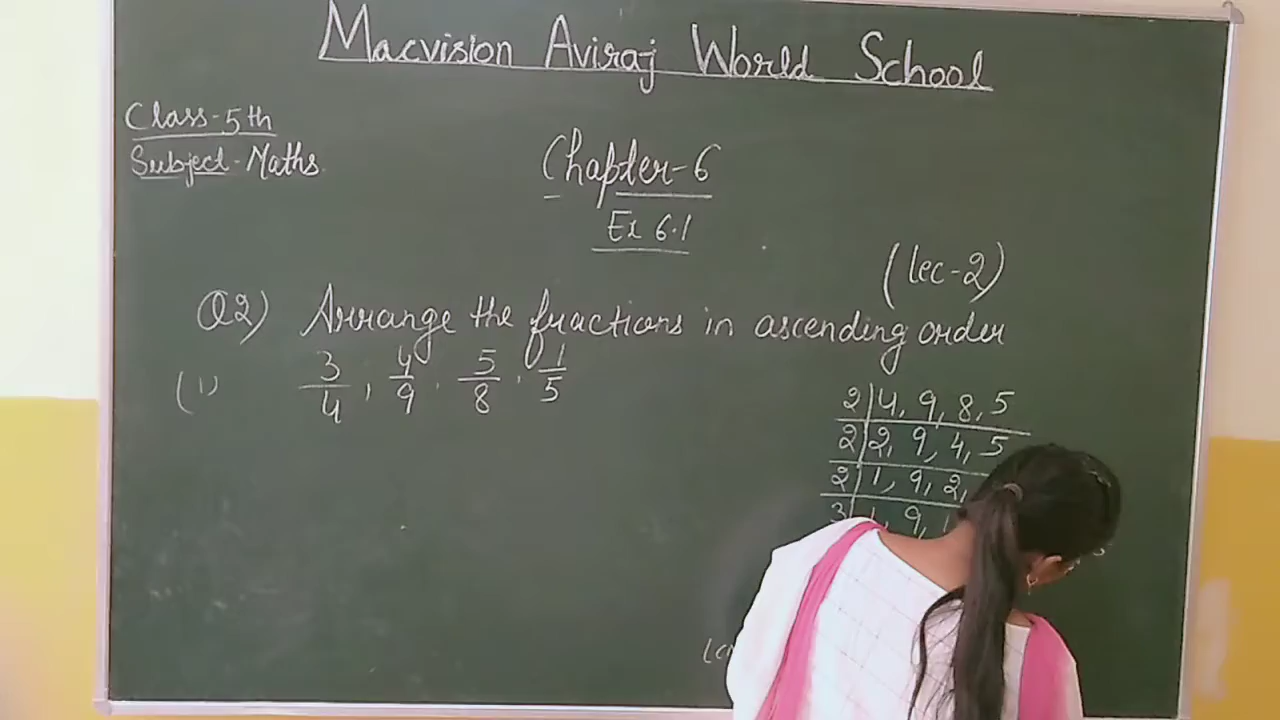 Macvision Aviraj World School
Class-5th
Subject-Maths
Chapter-6
Ex 6.1
(lec-2)
Q2) Arrange the fractions in ascending order
(1) 3/4, 4/9, 5/8, 1/5
2|4, 9, 8, 5
2|2, 9, 4, 5
2|1, 9, 2,
3|1, 9, 1